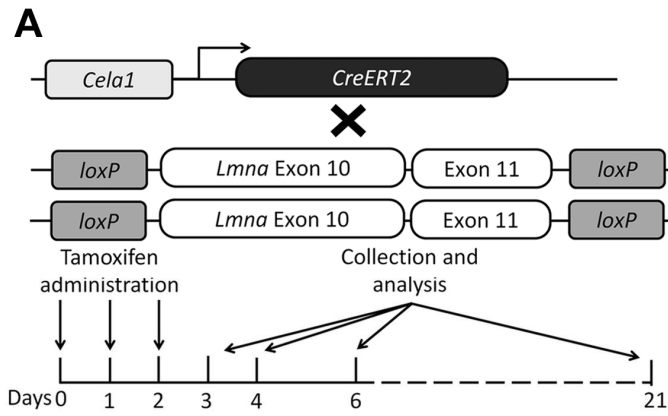 A
Cela1 CreERT2
loxP Lmna Exon 10 Exon 11 loxP
loxP Lmna Exon 10 Exon 11 loxP
Tamoxifen
administration
Collection and
analysis
Days 0 1 2 3 4 6 21